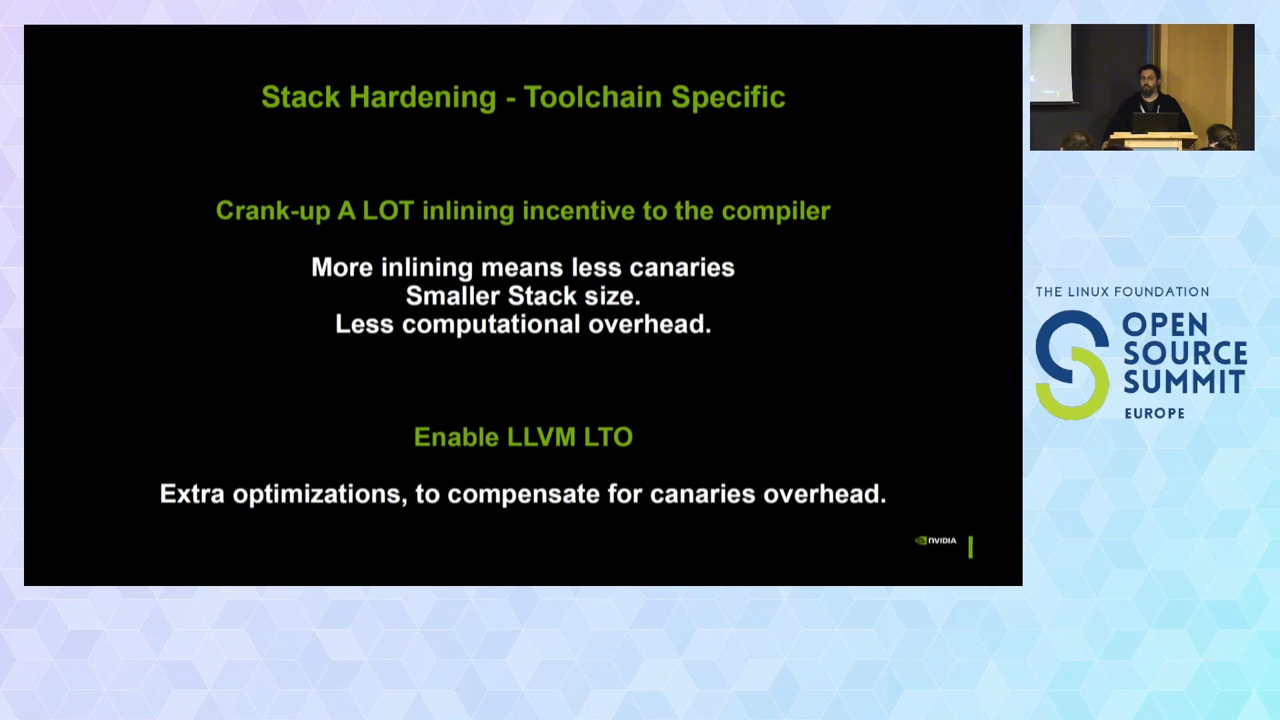 Stack Hardening - Toolchain Specific
Crank-up A LOT inlining incentive to the compiler
More inlining means less canaries
Smaller Stack size.
Less computational overhead.
Enable LLVM LTO
Extra optimizations, to compensate for canaries overhead.
NVIDIA
THE LINUX FOUNDATION
OPEN
SOURCE
SUMMIT
EUROPE